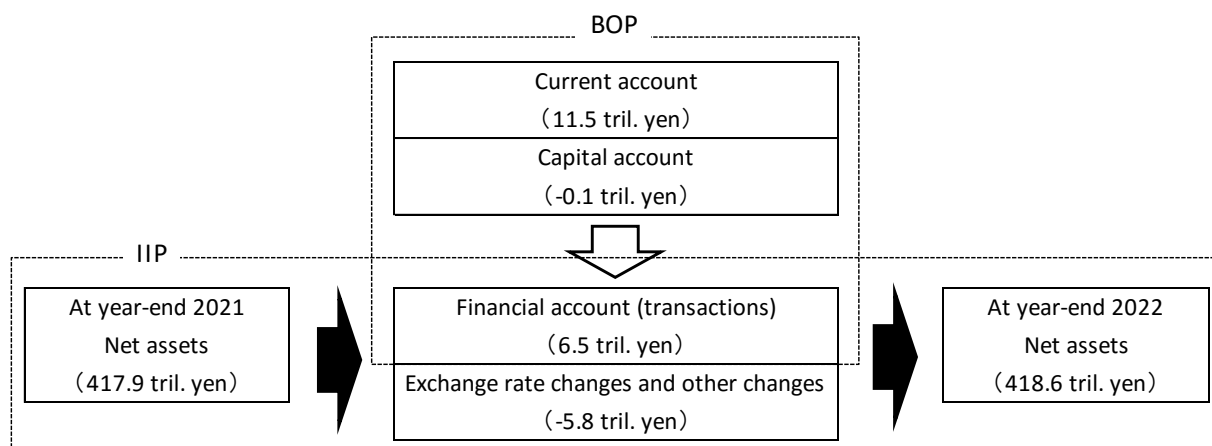 BOP
Current account
（11.5 tril. yen）
Capital account
（-0.1 tril. yen）
IIP
At year-end 2021
Net assets
（417.9 tril. yen）
Financial account (transactions)
（6.5 tril. yen）
Exchange rate changes and other changes
（-5.8 tril. yen）
At year-end 2022
Net assets
（418.6 tril. yen）